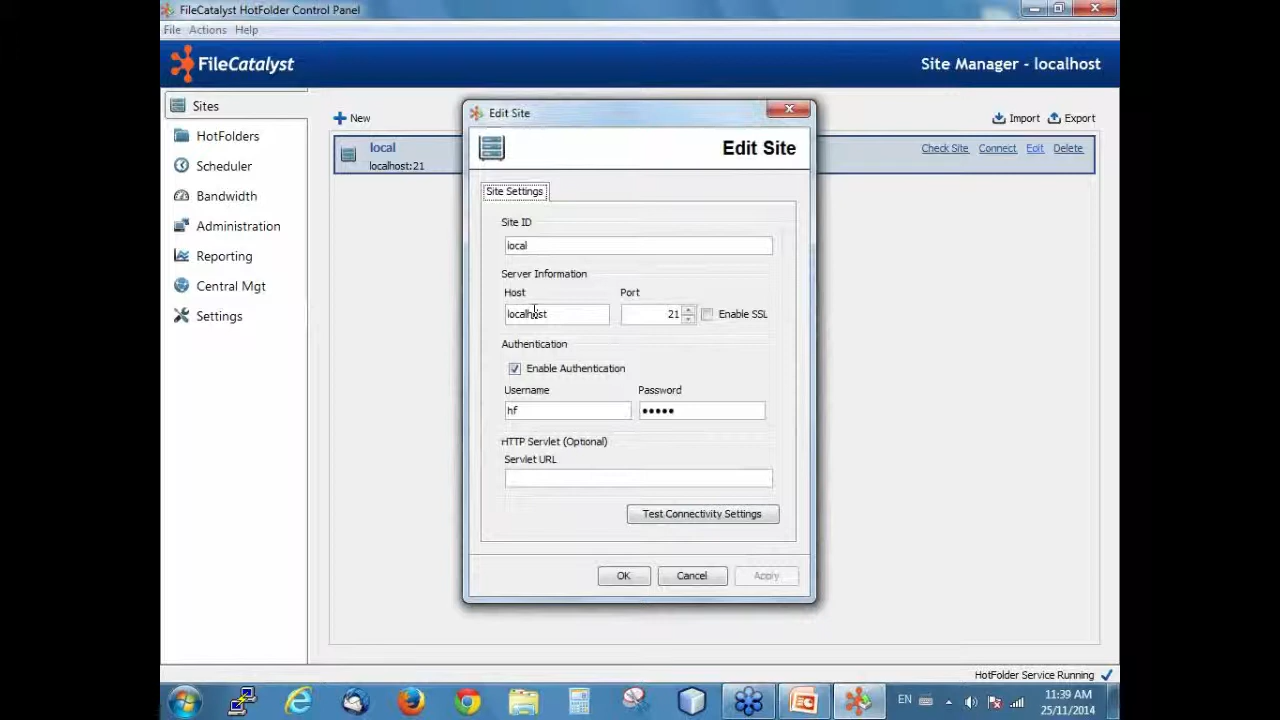 FileCatalyst HotFolder Control Panel
File Actions Help
FileCatalyst
Site Manager - localhost
Sites
HotFolders
Scheduler
Bandwidth
Administration
Reporting
Central Mgt
Settings
New
Import Export
local
localhost:21
Check Site Connect Edit Delete
Edit Site
Edit Site
Site Settings
Site ID
local
Server Information
Host Port
localhost 21 Enable SSL
Authentication
Enable Authentication
Username Password
hf •••••
HTTP Servlet (Optional)
Servlet URL
Test Connectivity Settings
OK Cancel Apply
HotFolder Service Running
EN
11:39 AM
25/11/2014